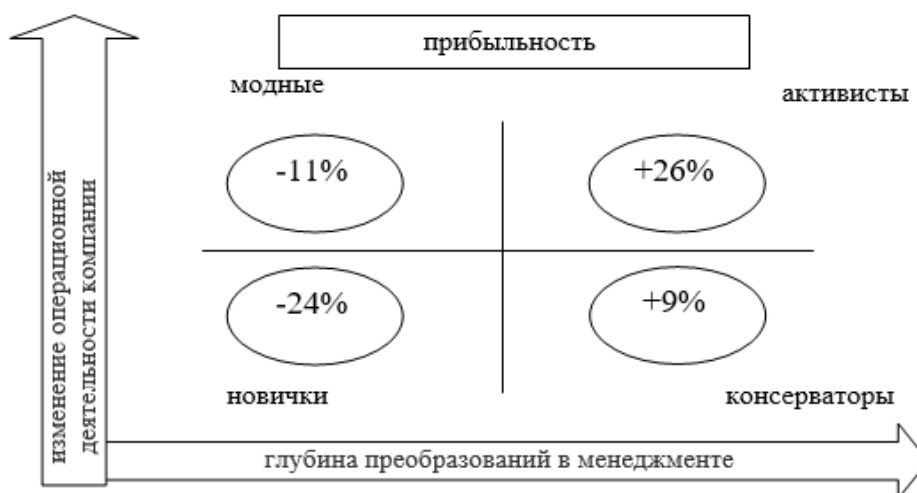 прибыльность
модные
активисты
-11%
+26%
-24%
+9%
новички
консерваторы
изменение операционной
деятельности компании
глубина преобразований в менеджменте